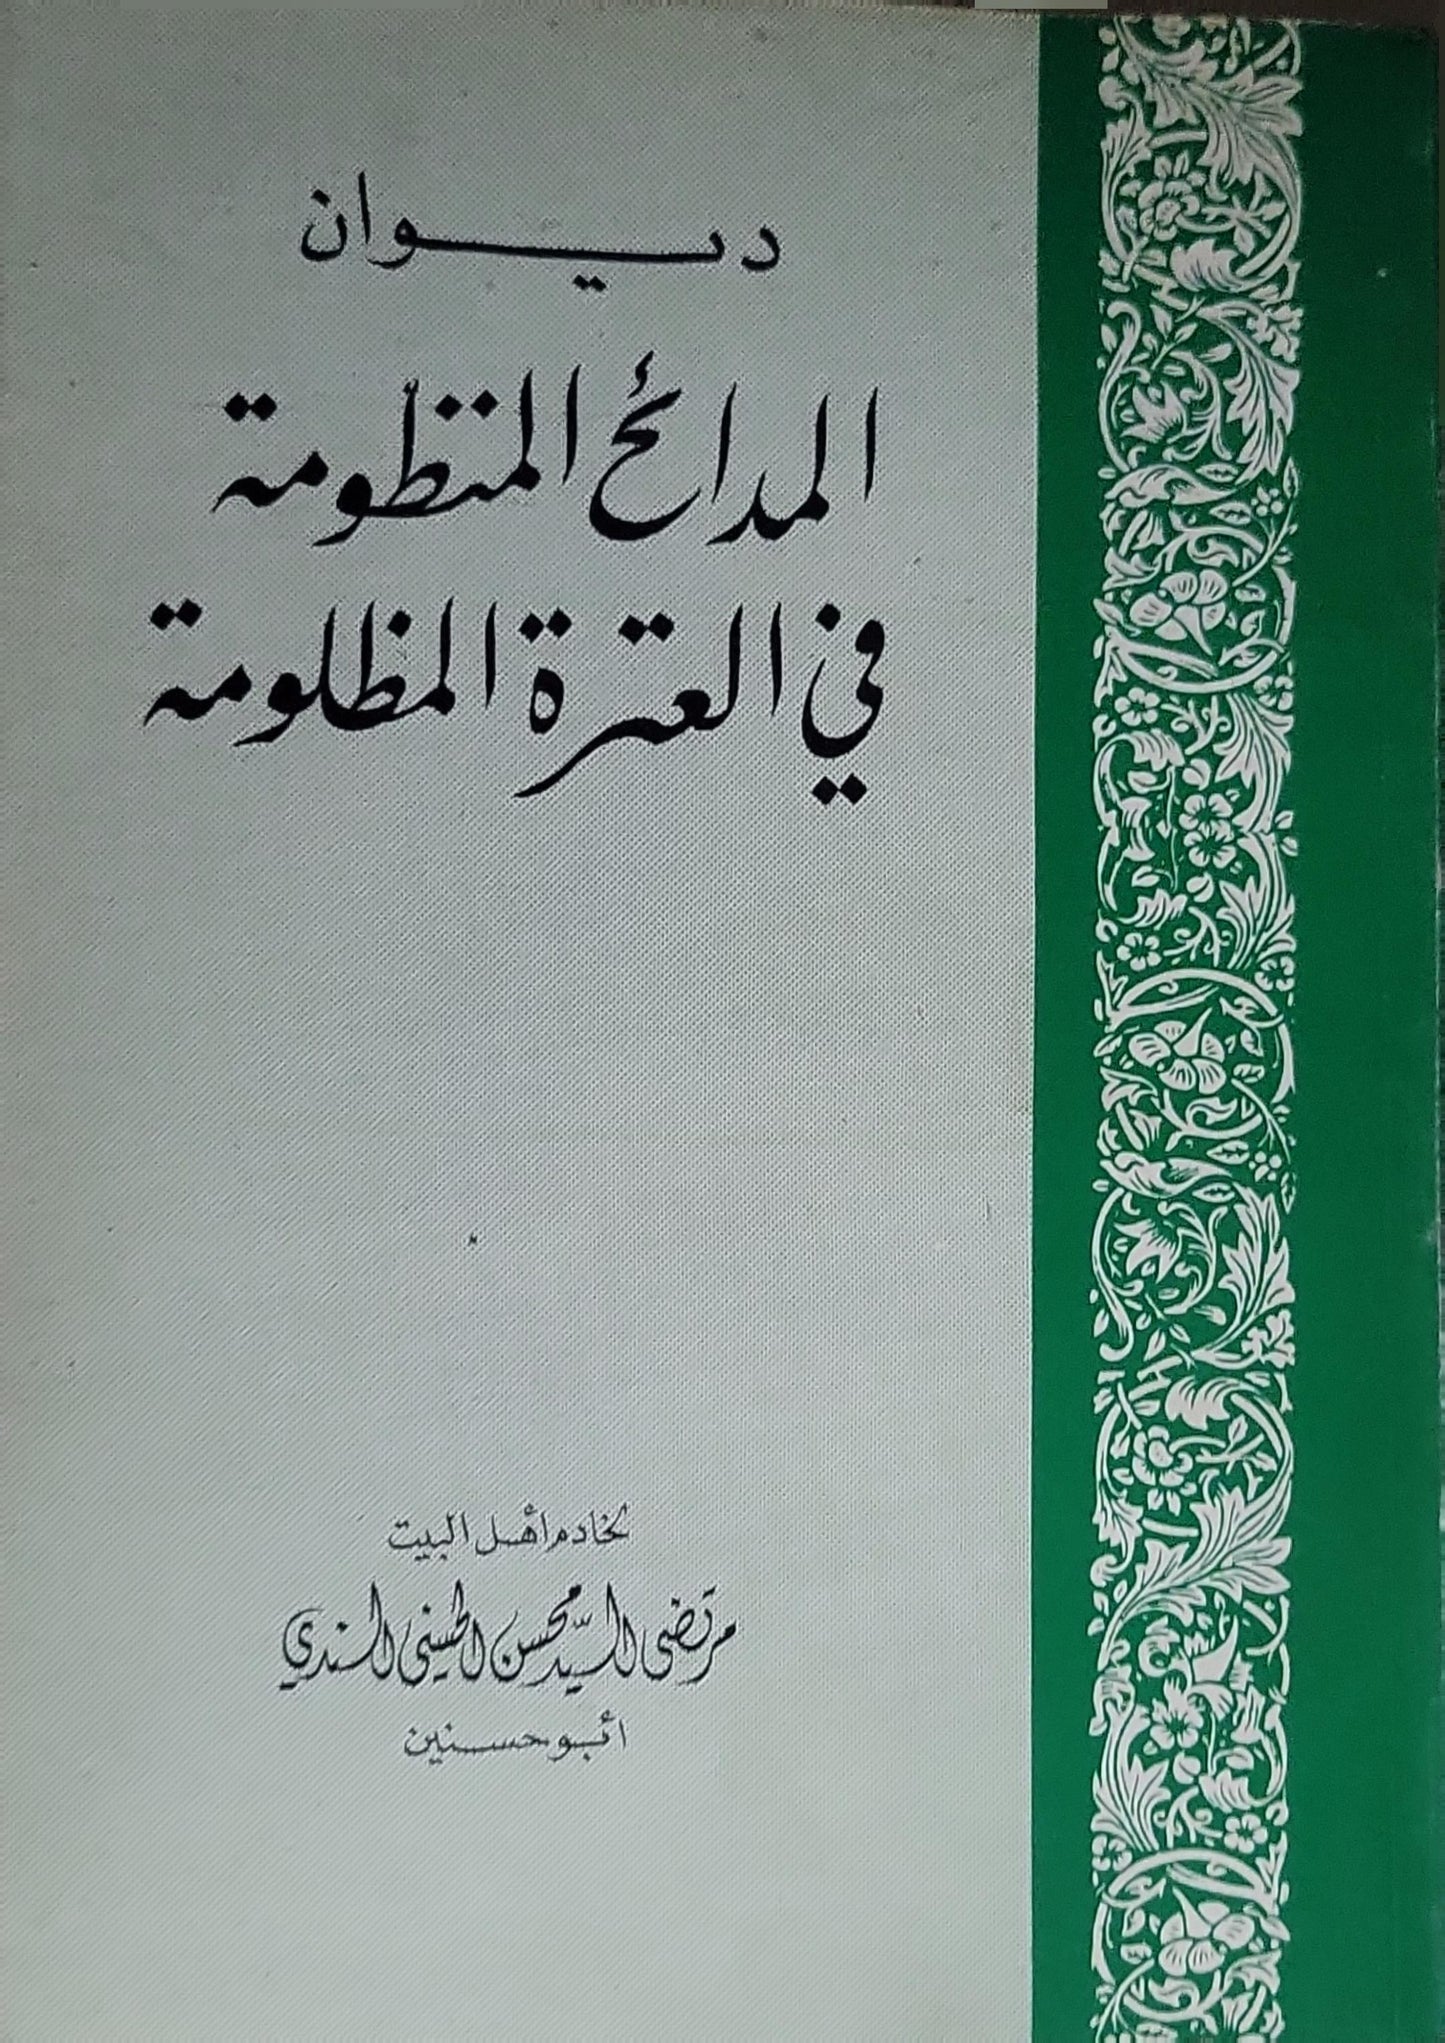 ديوان
المدائح المنظومة
في العترة المظلومة
لخادم أهل البيت
مرتضى السيد محسن الحسيني السندي
أبو حسنين